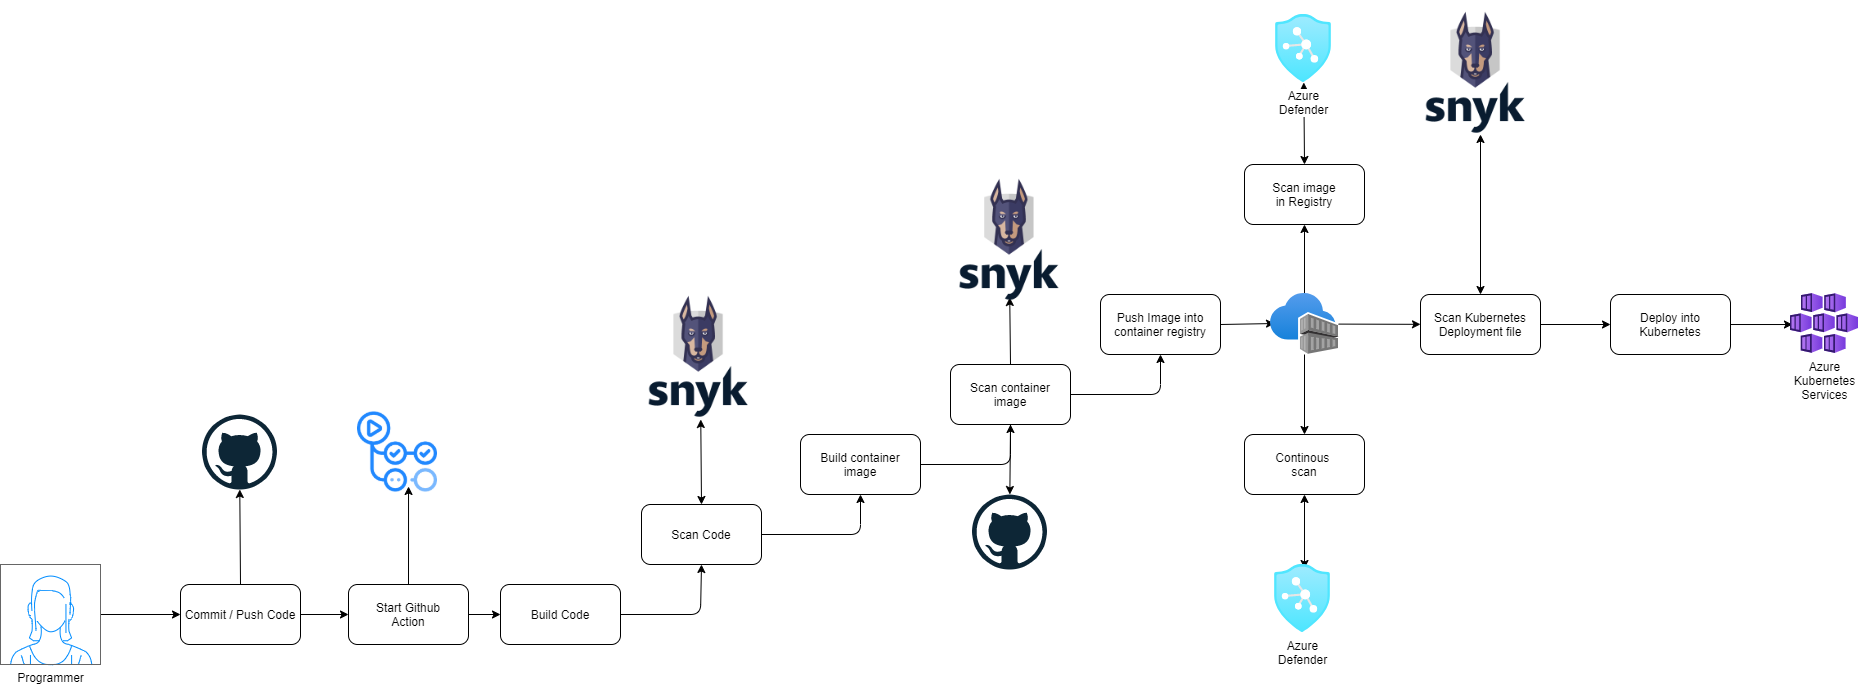 Programmer
Commit / Push Code
Start Github
Action
Build Code
snyk
Scan Code
Build container
image
snyk
Scan container
image
Push Image into
container registry
Azure
Defender
Scan image
in Registry
Continous
scan
Azure
Defender
snyk
Scan Kubernetes
Deployment file
Deploy into
Kubernetes
Azure
Kubernetes
Services